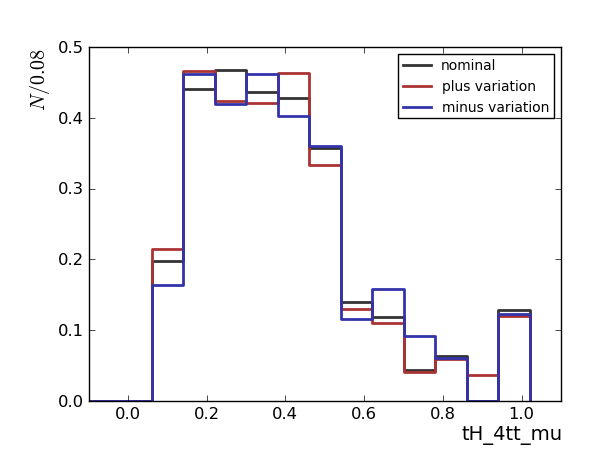 N/0.08
0.5
0.4
0.3
0.2
0.1
0.0
nominal
plus variation
minus variation
0.0 0.2 0.4 0.6 0.8 1.0
tH_4tt_mu